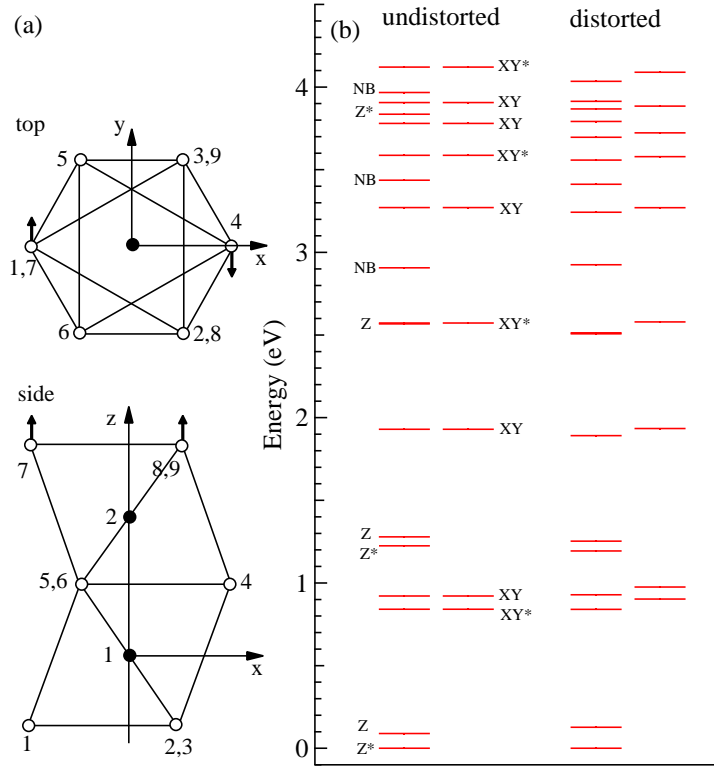 (a)
top
y
5
3,9
4
x
1,7
6
2,8
side
z
7
8,9
2
5,6
4
1
x
1
2,3
(b)
undistorted
distorted
Energy (eV)
4
3
2
1
0
XY*
NB
XY
Z*
XY
XY*
NB
XY
NB
Z
XY*
XY
Z
Z*
XY
XY*
Z
Z*